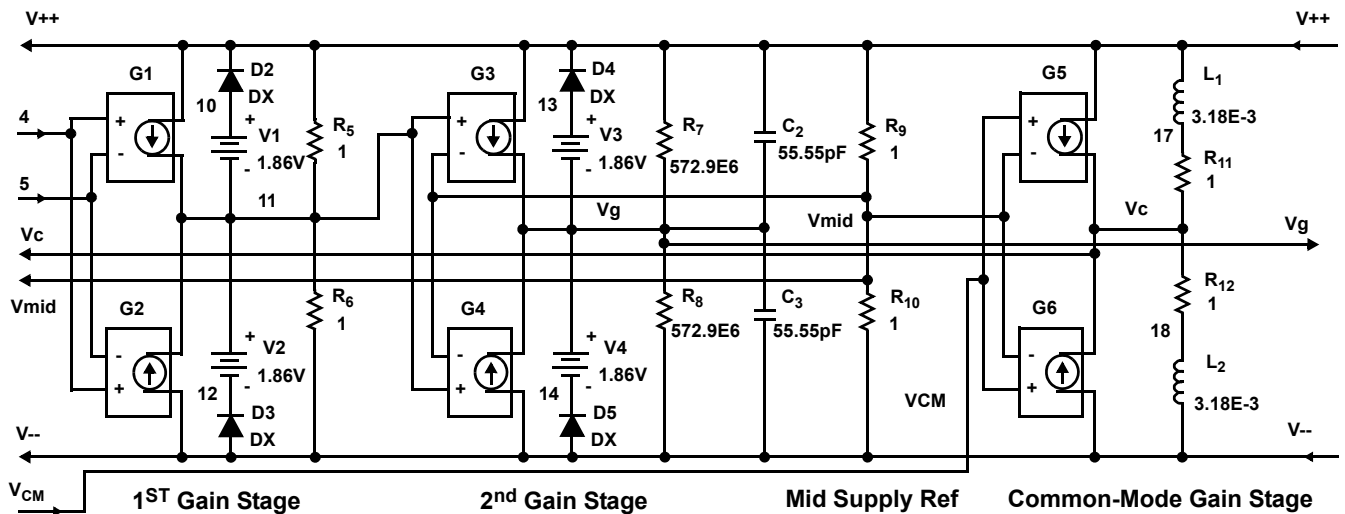 V++
V++
G1
D2
DX
10
+
V1
1.86V
-
R5
1
G3
D4
DX
13
+
V3
1.86V
-
R7
572.9E6
C2
55.55pF
R9
1
G5
L1
3.18E-3
17
R11
1
4
+
-
+
-
+
-
5
11
Vg
Vmid
Vc
Vc
Vg
Vmid
G2
R6
1
G4
R8
572.9E6
C3
55.55pF
R10
1
G6
R12
1
18
-
+
+
V2
1.86V
-
12
D3
DX
-
+
+
V4
1.86V
-
14
D5
DX
VCM
-
+
L2
3.18E-3
V--
V--
VCM
1ST Gain Stage
2nd Gain Stage
Mid Supply Ref
Common-Mode Gain Stage